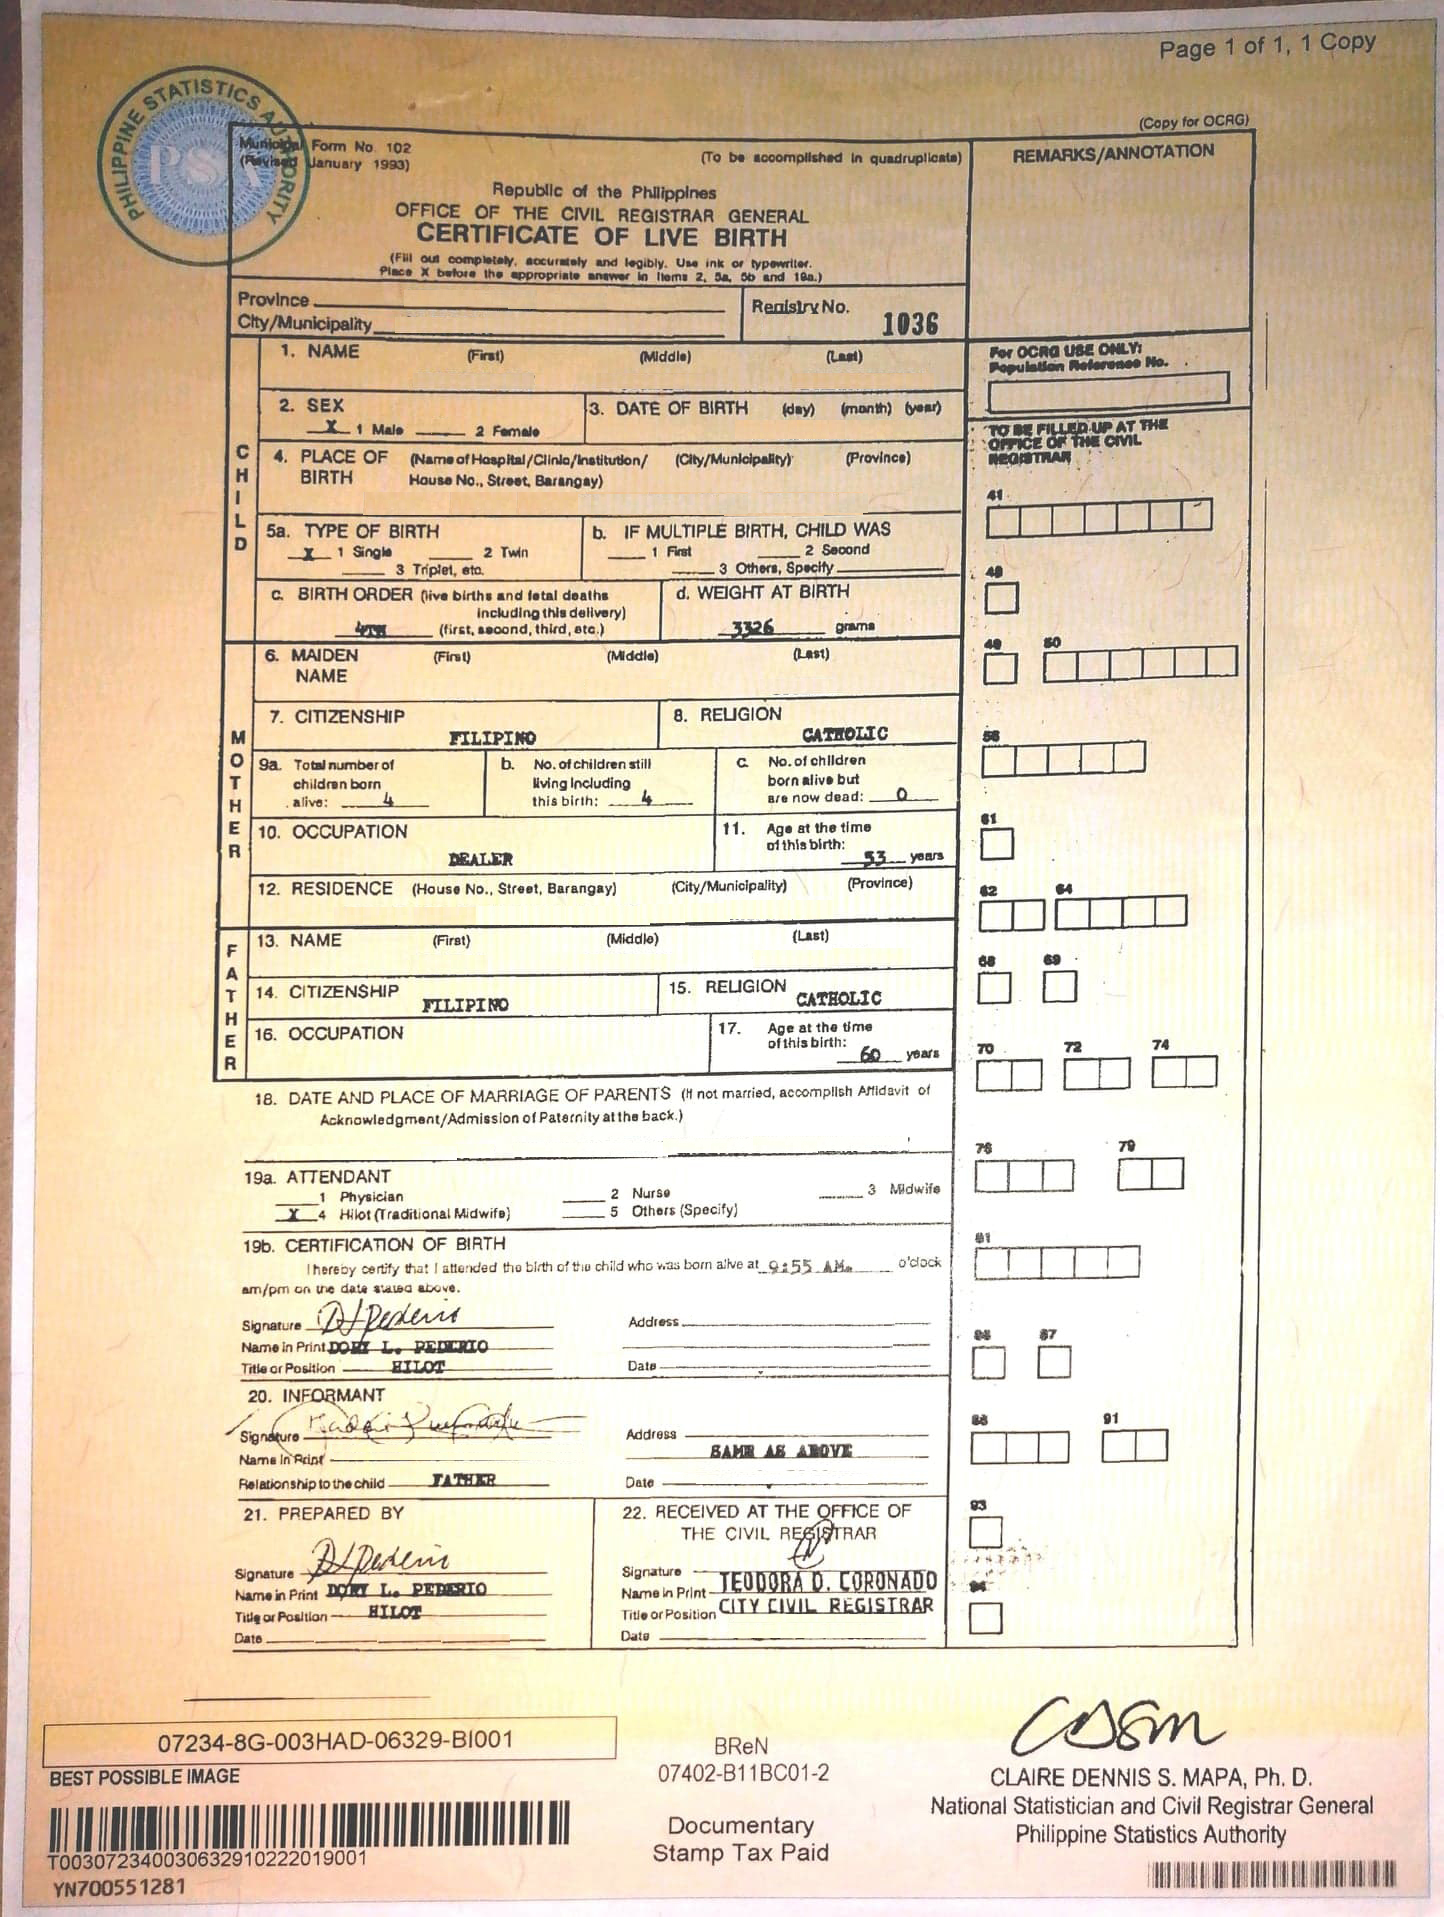 Page 1 of 1, 1 Copy
PHILIPPINE STATISTICS AUTHORITY
PSA
(Copy for OCRG)
Municipal Form No. 102
(Revised January 1993)
(To be accomplished in quadruplicate)
REMARKS/ANNOTATION
Republic of the Philippines
OFFICE OF THE CIVIL REGISTRAR GENERAL
CERTIFICATE OF LIVE BIRTH
(Fill out completely, accurately and legibly. Use ink or typewriter.
Place X before the appropriate answer in Items 2, 5a, 5b and 19a.)
Province
City/Municipality
Registry No.
1036
CHILD
1. NAME (First) (Middle) (Last)
For OCRG USE ONLY:
Population Reference No.
2. SEX
X 1 Male 2 Female
3. DATE OF BIRTH (day) (month) (year)
TO BE FILLED UP AT THE
OFFICE OF THE CIVIL
REGISTRAR
4. PLACE OF BIRTH (Name of Hospital/Clinic/Institution/ (City/Municipality) (Province)
House No., Street, Barangay)
41
5a. TYPE OF BIRTH
X 1 Single 2 Twin
3 Triplet, etc.
b. IF MULTIPLE BIRTH, CHILD WAS
1 First 2 Second
3 Others, Specify
48
c. BIRTH ORDER (live births and fetal deaths
including this delivery)
4TH (first, second, third, etc.)
d. WEIGHT AT BIRTH
3326 grams
49 50
MOTHER
6. MAIDEN NAME (First) (Middle) (Last)
7. CITIZENSHIP
FILIPINO
8. RELIGION
CATHOLIC
56
9a. Total number of
children born
alive: 4
b. No. of children still
living including
this birth: 4
c. No. of children
born alive but
are now dead: 0
10. OCCUPATION
DEALER
11. Age at the time
of this birth:
53 years
61
12. RESIDENCE (House No., Street, Barangay) (City/Municipality) (Province)
62 64
FATHER
13. NAME (First) (Middle) (Last)
68 69
14. CITIZENSHIP
FILIPINO
15. RELIGION
CATHOLIC
16. OCCUPATION
17. Age at the time
of this birth:
60 years
70 72 74
18. DATE AND PLACE OF MARRIAGE OF PARENTS (If not married, accomplish Affidavit of
Acknowledgment/Admission of Paternity at the back.)
76 79
19a. ATTENDANT
1 Physician 2 Nurse 3 Midwife
X 4 Hilot (Traditional Midwife) 5 Others (Specify)
19b. CERTIFICATION OF BIRTH
I hereby certify that I attended the birth of the child who was born alive at 9:55 AM. o'clock
am/pm on the date stated above.
81
Signature
Name in Print DORY L. PEDERIO
Title or Position HILOT
Address
Date
86 87
20. INFORMANT
Signature
Name in Print
Relationship to the child FATHER
Address
SAME AS ABOVE
Date
88 91
21. PREPARED BY
Signature
Name in Print DORY L. PEDERIO
Title or Position HILOT
Date
22. RECEIVED AT THE OFFICE OF
THE CIVIL REGISTRAR
Signature
Name in Print TEODORA D. CORONADO
Title or Position CITY CIVIL REGISTRAR
Date
93
94
07234-8G-003HAD-06329-BI001
BEST POSSIBLE IMAGE
T003072340030632910222019001
YN700551281
BReN
07402-B11BC01-2
Documentary
Stamp Tax Paid
CLAIRE DENNIS S. MAPA, Ph. D.
National Statistician and Civil Registrar General
Philippine Statistics Authority